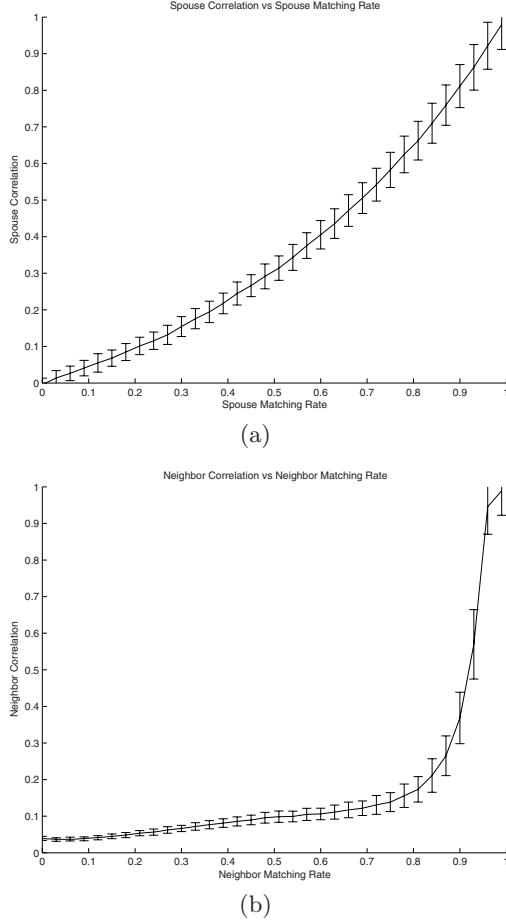 Spouse Correlation vs Spouse Matching Rate
1
0.9
0.8
0.7
0.6
0.5
0.4
0.3
0.2
0.1
0
Spouse Correlation
0 0.1 0.2 0.3 0.4 0.5 0.6 0.7 0.8 0.9 1
Spouse Matching Rate
(a)
Neighbor Correlation vs Neighbor Matching Rate
1
0.9
0.8
0.7
0.6
0.5
0.4
0.3
0.2
0.1
0
Neighbor Correlation
0 0.1 0.2 0.3 0.4 0.5 0.6 0.7 0.8 0.9 1
Neighbor Matching Rate
(b)